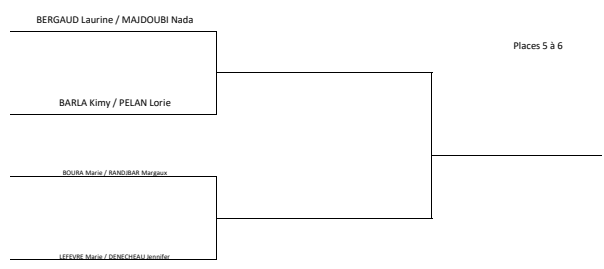 BERGAUD Laurine / MAJDOUBI Nada
Places 5 à 6
BARLA Kimy / PELAN Lorie
BOURA Marie / RANDJBAR Margaux
LEFEVRE Marie / DENECHEAU Jennifer